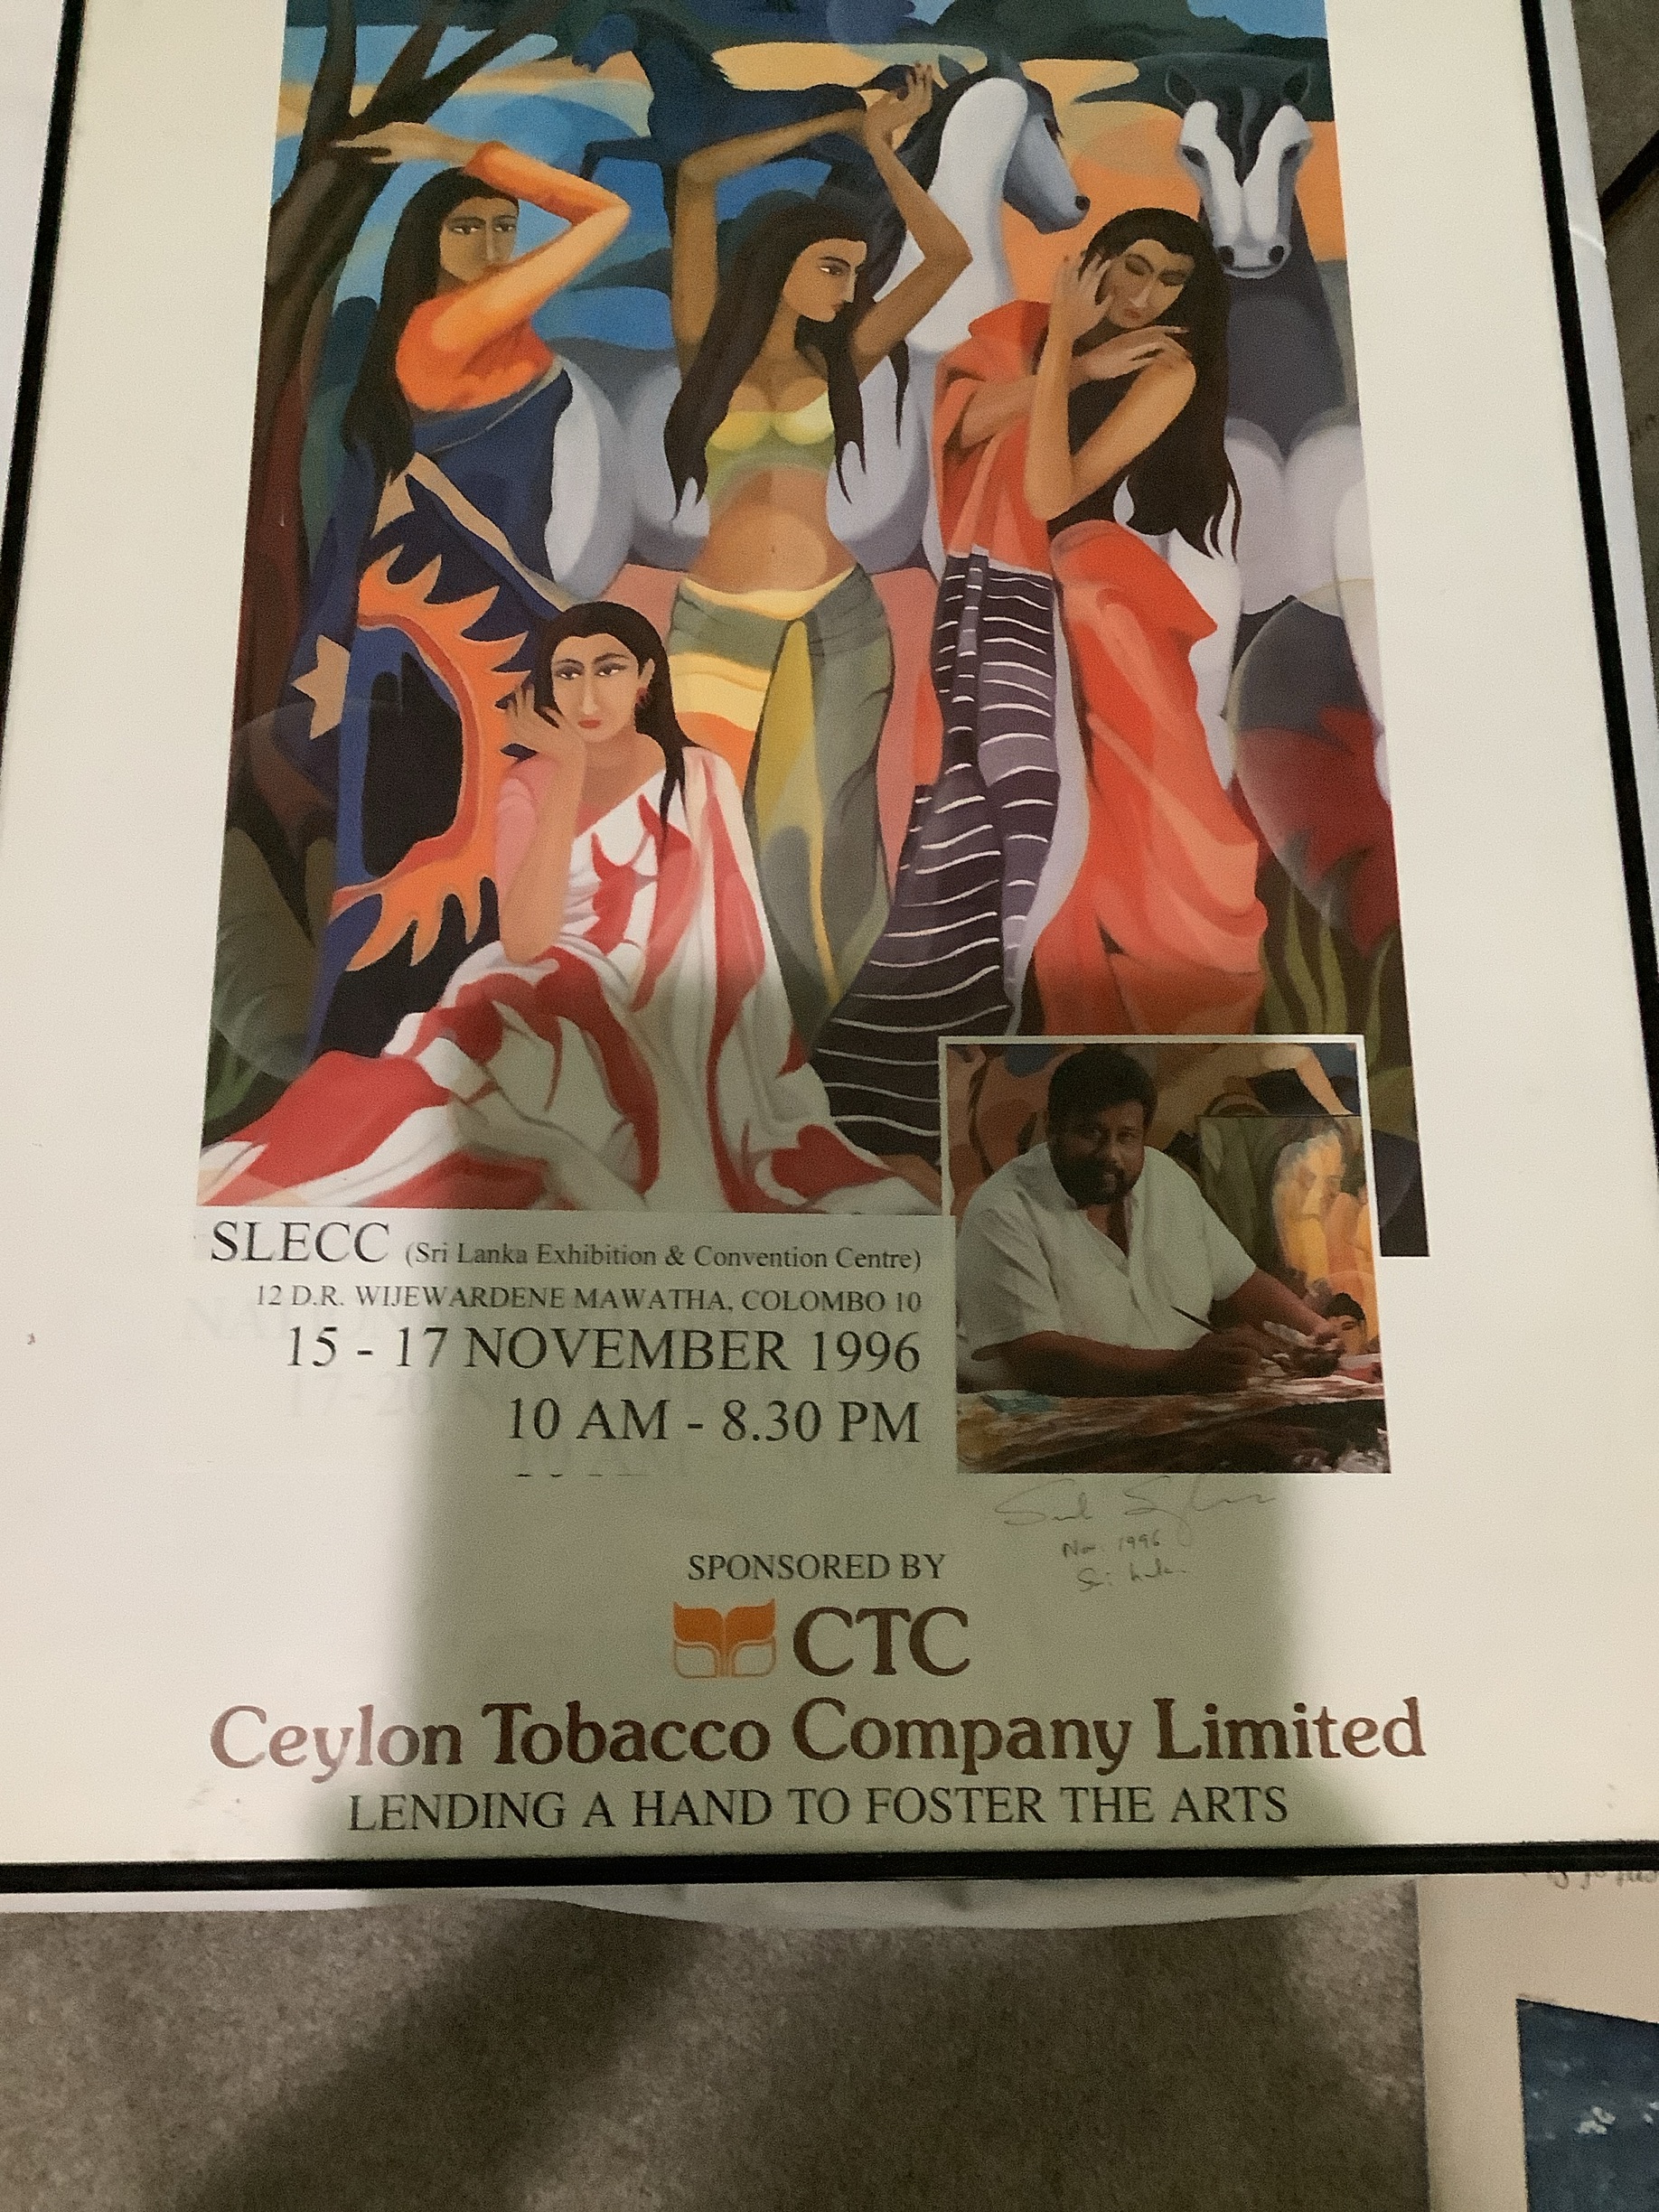 SLECC (Sri Lanka Exhibition & Convention Centre)
12 D.R. WIJEWARDENE MAWATHA, COLOMBO 10
15 - 17 NOVEMBER 1996
10 AM - 8.30 PM
Nov. 1996
SPONSORED BY
CTC
Ceylon Tobacco Company Limited
LENDING A HAND TO FOSTER THE ARTS